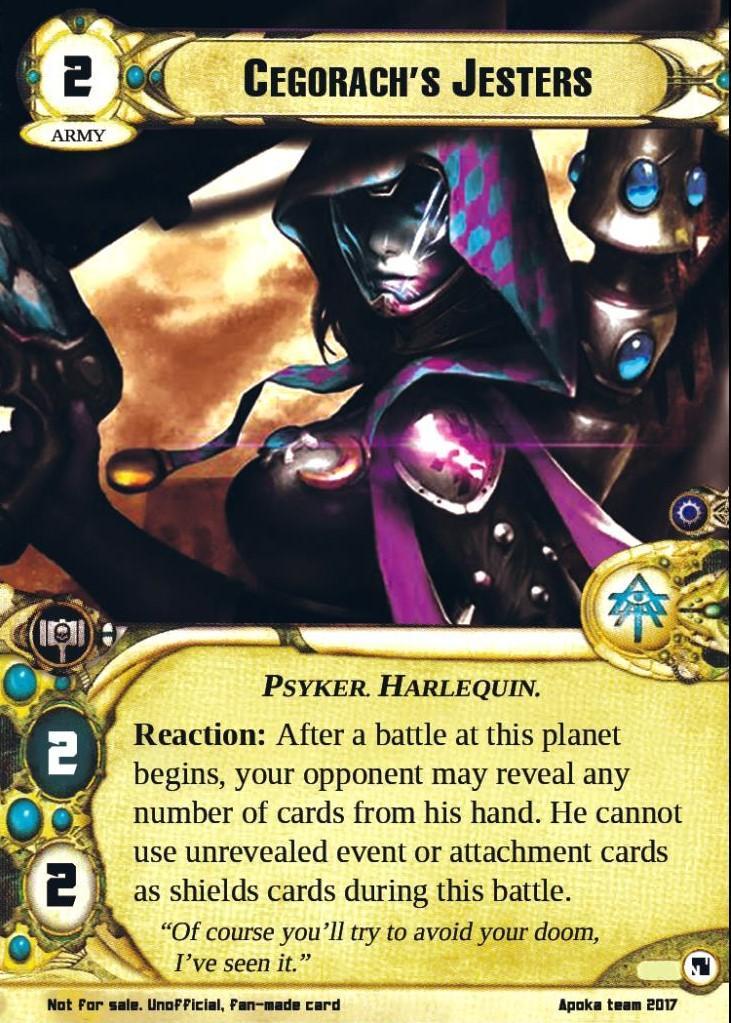 2
CEGORACH'S JESTERS
ARMY
PSYKER. HARLEQUIN.
2
Reaction: After a battle at this planet
begins, your opponent may reveal any
number of cards from his hand. He cannot
use unrevealed event or attachment cards
2
as shields cards during this battle.
"Of course you'll try to avoid your doom,
I've seen it."
Not for sale. Unofficial, fan-made card
Apoka team 2017